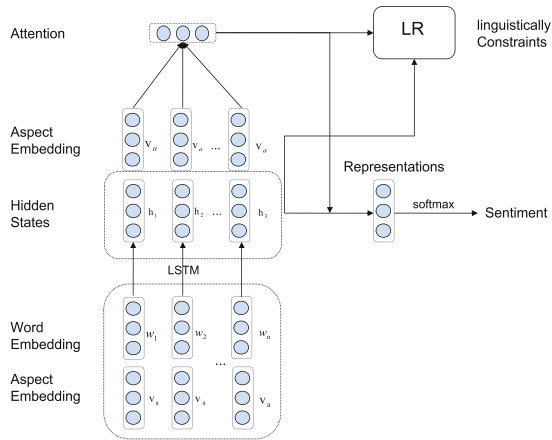 Attention
LR
linguistically
Constraints
Aspect
Embedding
v_a v_a ... v_a
Representations
Hidden
States
h_1 h_2 ... h_3
softmax
Sentiment
LSTM
Word
Embedding
w_1 w_2 w_n
...
Aspect
Embedding
v_a v_a v_a